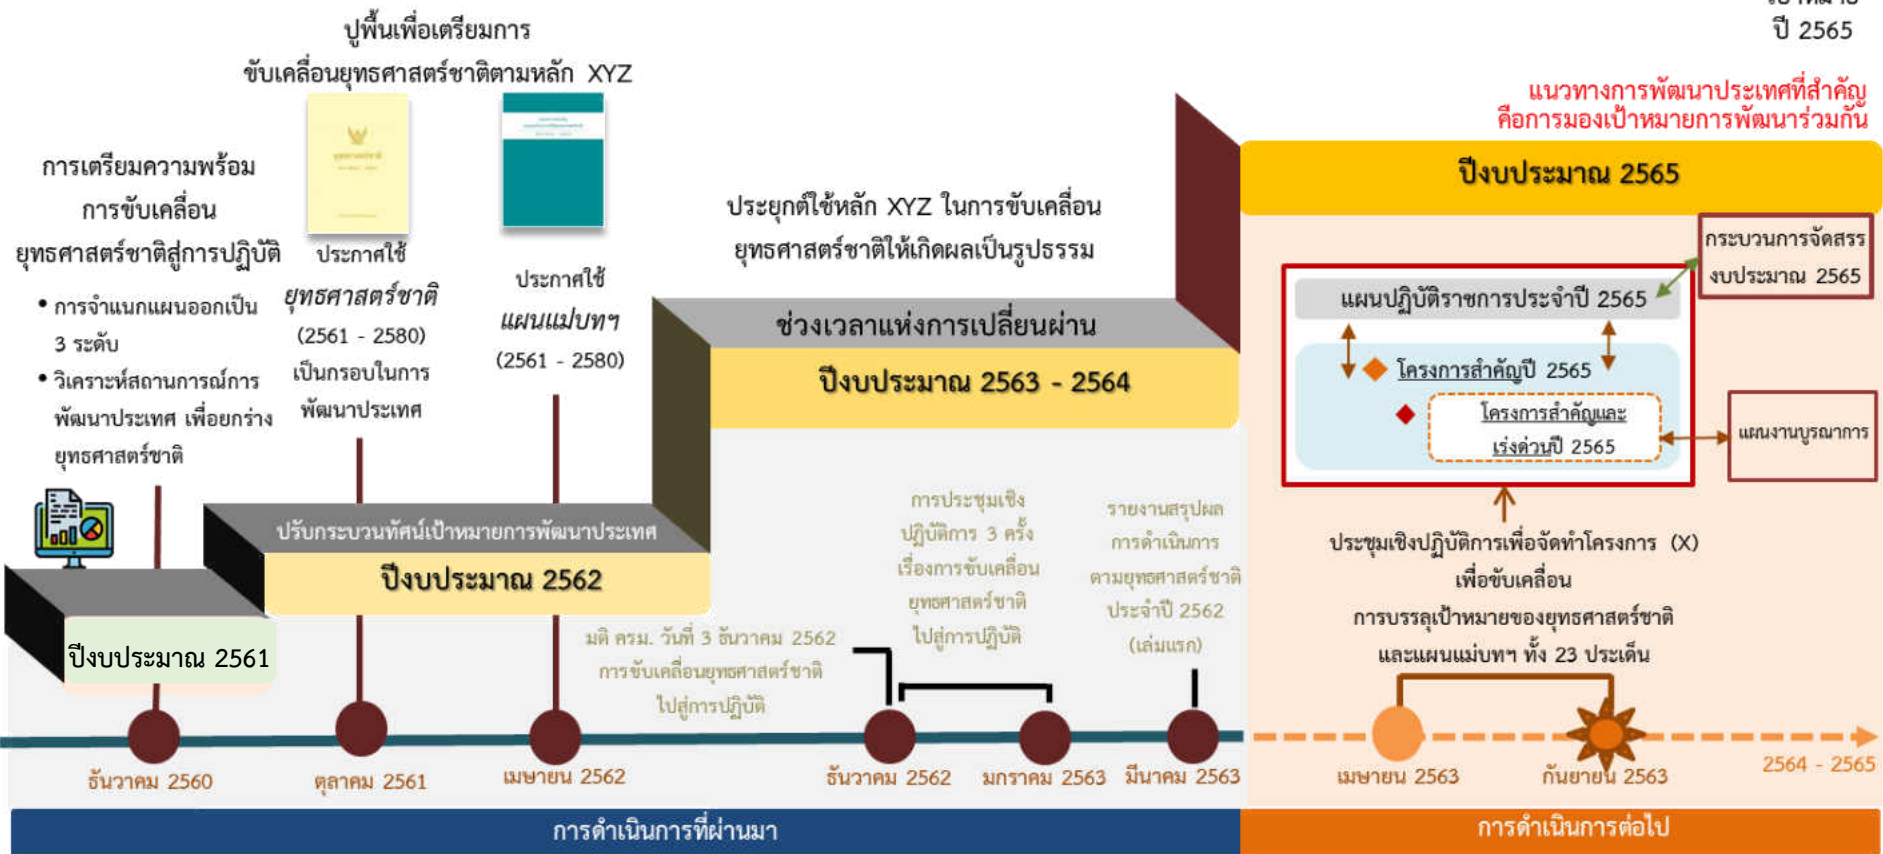 ปี 2565
ปูพื้นเพื่อเตรียมการ
ขับเคลื่อนยุทธศาสตร์ชาติตามหลัก XYZ
แนวทางการพัฒนาประเทศที่สำคัญ
คือการมองเป้าหมายการพัฒนาร่วมกัน
การเตรียมความพร้อม
การขับเคลื่อน
ยุทธศาสตร์ชาติสู่การปฏิบัติ
• การจำแนกแผนออกเป็น
3 ระดับ
• วิเคราะห์สถานการณ์การ
พัฒนาประเทศ เพื่อยกร่าง
ยุทธศาสตร์ชาติ
ประกาศใช้
ยุทธศาสตร์ชาติ
(2561 - 2580)
เป็นกรอบในการ
พัฒนาประเทศ
ประกาศใช้
แผนแม่บทฯ
(2561 - 2580)
ประยุกต์ใช้หลัก XYZ ในการขับเคลื่อน
ยุทธศาสตร์ชาติให้เกิดผลเป็นรูปธรรม
ช่วงเวลาแห่งการเปลี่ยนผ่าน
ปีงบประมาณ 2563 - 2564
ปีงบประมาณ 2565
กระบวนการจัดสรร
งบประมาณ 2565
แผนปฏิบัติราชการประจำปี 2565
โครงการสำคัญปี 2565
โครงการสำคัญและ
เร่งด่วนปี 2565
แผนงานบูรณาการ
ปรับกระบวนทัศน์เป้าหมายการพัฒนาประเทศ
ปีงบประมาณ 2562
ปีงบประมาณ 2561
มติ ครม. วันที่ 3 ธันวาคม 2562
การขับเคลื่อนยุทธศาสตร์ชาติ
ไปสู่การปฏิบัติ
การประชุมเชิง
ปฏิบัติการ 3 ครั้ง
เรื่องการขับเคลื่อน
ยุทธศาสตร์ชาติ
ไปสู่การปฏิบัติ
รายงานสรุปผล
การดำเนินการ
ตามยุทธศาสตร์ชาติ
ประจำปี 2562
(เล่มแรก)
ประชุมเชิงปฏิบัติการเพื่อจัดทำโครงการ (X)
เพื่อขับเคลื่อน
การบรรลุเป้าหมายของยุทธศาสตร์ชาติ
และแผนแม่บทฯ ทั้ง 23 ประเด็น
ธันวาคม 2560
ตุลาคม 2561
เมษายน 2562
ธันวาคม 2562
มกราคม 2563
มีนาคม 2563
เมษายน 2563
กันยายน 2563
2564 - 2565
การดำเนินการที่ผ่านมา
การดำเนินการต่อไป